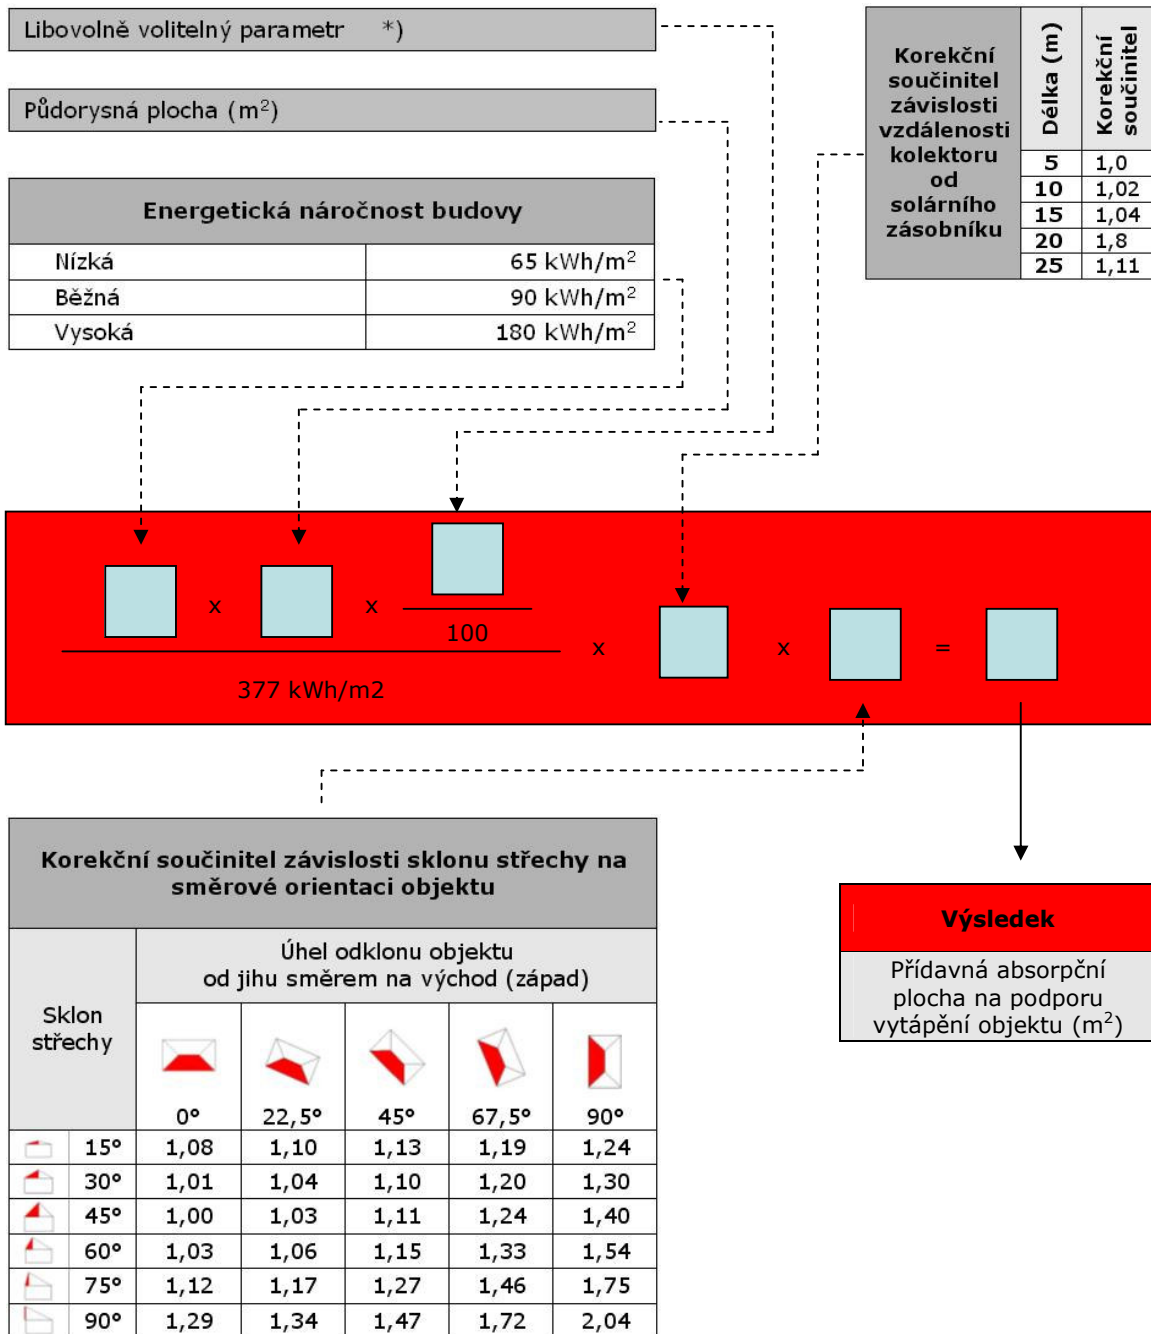 Libovolně volitelný parametr *)
Půdorysná plocha (m²)
Energetická náročnost budovy
Nízká 65 kWh/m²
Běžná 90 kWh/m²
Vysoká 180 kWh/m²
Korekční
součinitel
závislosti
vzdálenosti
kolektoru
od
solárního
zásobníku
Délka (m)
Korekční
součinitel
5 1,0
10 1,02
15 1,04
20 1,8
25 1,11
x x
100
377 kWh/m2
x x =
Korekční součinitel závislosti sklonu střechy na
směrové orientaci objektu
Sklon
střechy
Úhel odklonu objektu
od jihu směrem na východ (západ)
0° 22,5° 45° 67,5° 90°
15° 1,08 1,10 1,13 1,19 1,24
30° 1,01 1,04 1,10 1,20 1,30
45° 1,00 1,03 1,11 1,24 1,40
60° 1,03 1,06 1,15 1,33 1,54
75° 1,12 1,17 1,27 1,46 1,75
90° 1,29 1,34 1,47 1,72 2,04
Výsledek
Přídavná absorpční
plocha na podporu
vytápění objektu (m²)